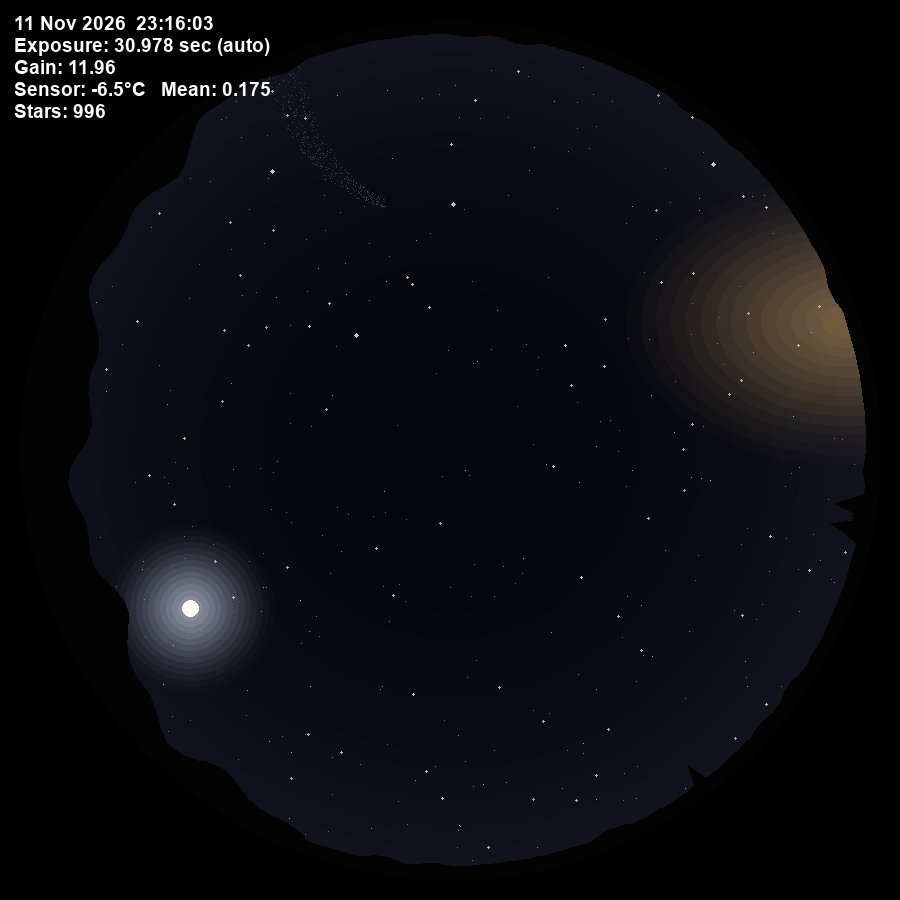 11 Nov 2026  23:16:03
Exposure: 30.978 sec (auto)
Gain: 11.96
Sensor: -6.5°C   Mean: 0.175
Stars: 996